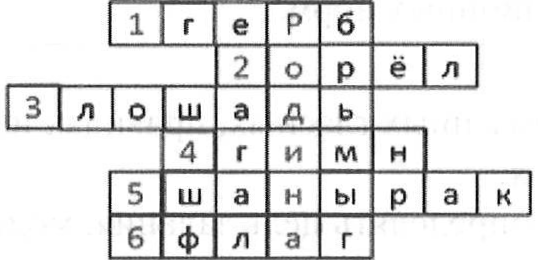 1 г е Р б
2 о р ё л
3 л о ш а д ь
4 г и м н
5 ш а н ы р а к
6 ф л а г